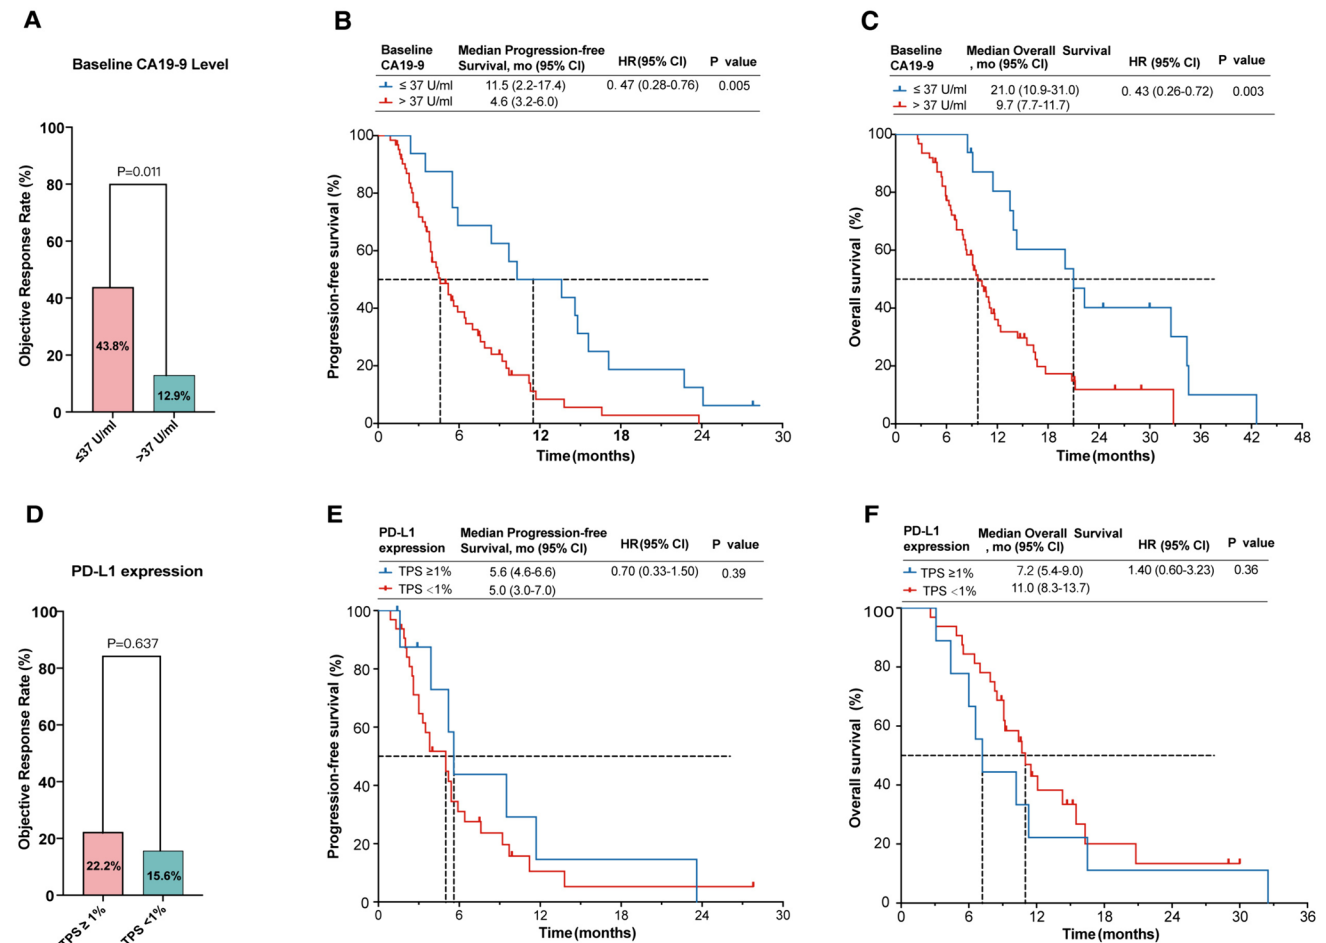 A
Baseline CA19-9 Level
Objective Response Rate (%)
100
80
60
40
20
0
P=0.011
43.8%
12.9%
≤37 U/ml
>37 U/ml
B
Baseline CA19-9
Median Progression-free Survival, mo (95% CI)
HR(95% CI)
P value
≤ 37 U/ml 11.5 (2.2-17.4) 0. 47 (0.28-0.76) 0.005
> 37 U/ml 4.6 (3.2-6.0)
Progression-free survival (%)
100
80
60
40
20
0
0 6 12 18 24 30
Time(months)
C
Baseline CA19-9
Median Overall Survival , mo (95% CI)
HR (95% CI)
P value
≤ 37 U/ml 21.0 (10.9-31.0) 0. 43 (0.26-0.72) 0.003
> 37 U/ml 9.7 (7.7-11.7)
Overall survival (%)
100
80
60
40
20
0
0 6 12 18 24 30 36 42 48
Time(months)
D
PD-L1 expression
Objective Response Rate (%)
100
80
60
40
20
0
P=0.637
22.2%
15.6%
TPS ≥ 1%
TPS <1%
E
PD-L1 expression
Median Progression-free Survival, mo (95% CI)
HR(95% CI)
P value
TPS ≥1% 5.6 (4.6-6.6) 0.70 (0.33-1.50) 0.39
TPS <1% 5.0 (3.0-7.0)
Progression-free survival (%)
100
80
60
40
20
0
0 6 12 18 24 30
Time(months)
F
PD-L1 expression
Median Overall Survival , mo (95% CI)
HR (95% CI)
P value
TPS ≥1% 7.2 (5.4-9.0) 1.40 (0.60-3.23) 0.36
TPS <1% 11.0 (8.3-13.7)
Overall survival (%)
100
80
60
40
20
0
0 6 12 18 24 30 36
Time(months)